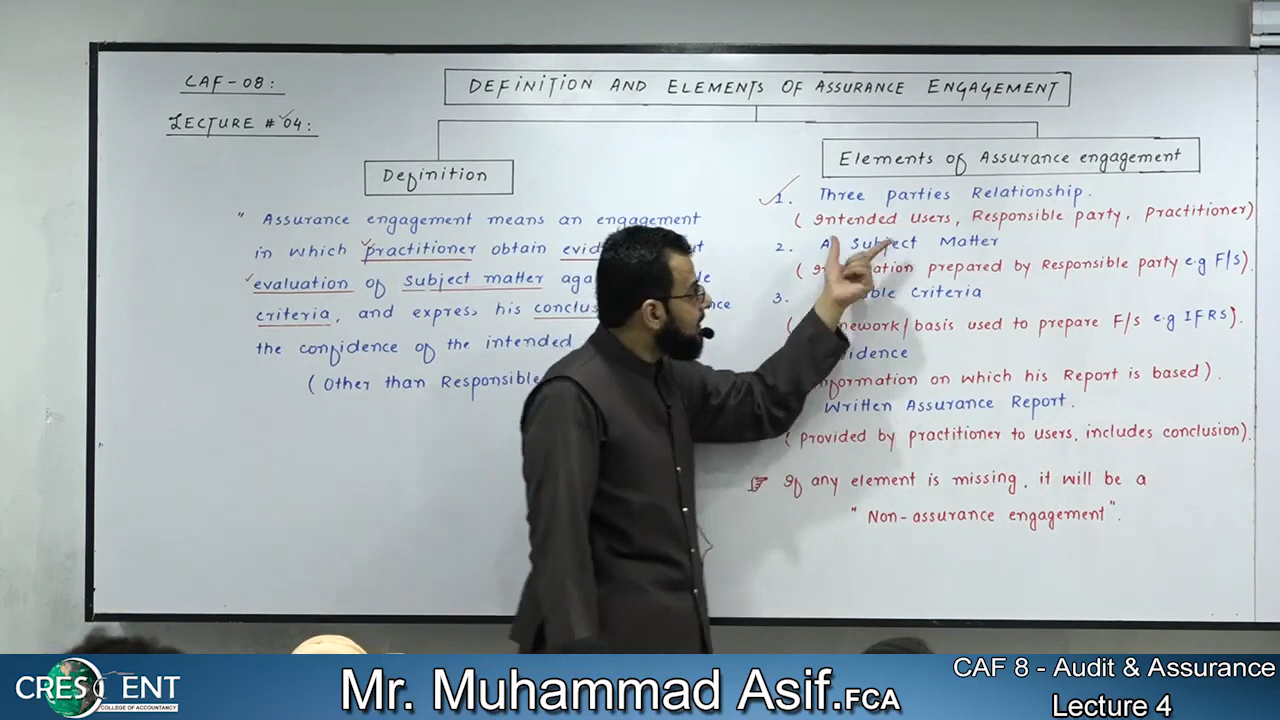 CAF-08:
LECTURE # 04:
DEFINITION AND ELEMENTS OF ASSURANCE ENGAGEMENT
Definition
" Assurance engagement means an engagement
in which practitioner obtain
evaluation of subject matter
criteria, and express his
the confidence of the intended
(Other than Responsible
Elements of Assurance engagement
1. Three parties Relationship.
(Intended users, Responsible party, Practitioner)
2. A Subject Matter
prepared by Responsible party e.g F/S).
3. Criteria
basis used to prepare F/s e.g IFRS).
on which his Report is based).
Written Assurance Report.
(provided by practitioner to users, includes conclusion).
If any element is missing, it will be a
"Non-assurance engagement".
CRESCENT
COLLEGE OF ACCOUNTANCY
Mr. Muhammad Asif.FCA
CAF 8 - Audit & Assurance
Lecture 4